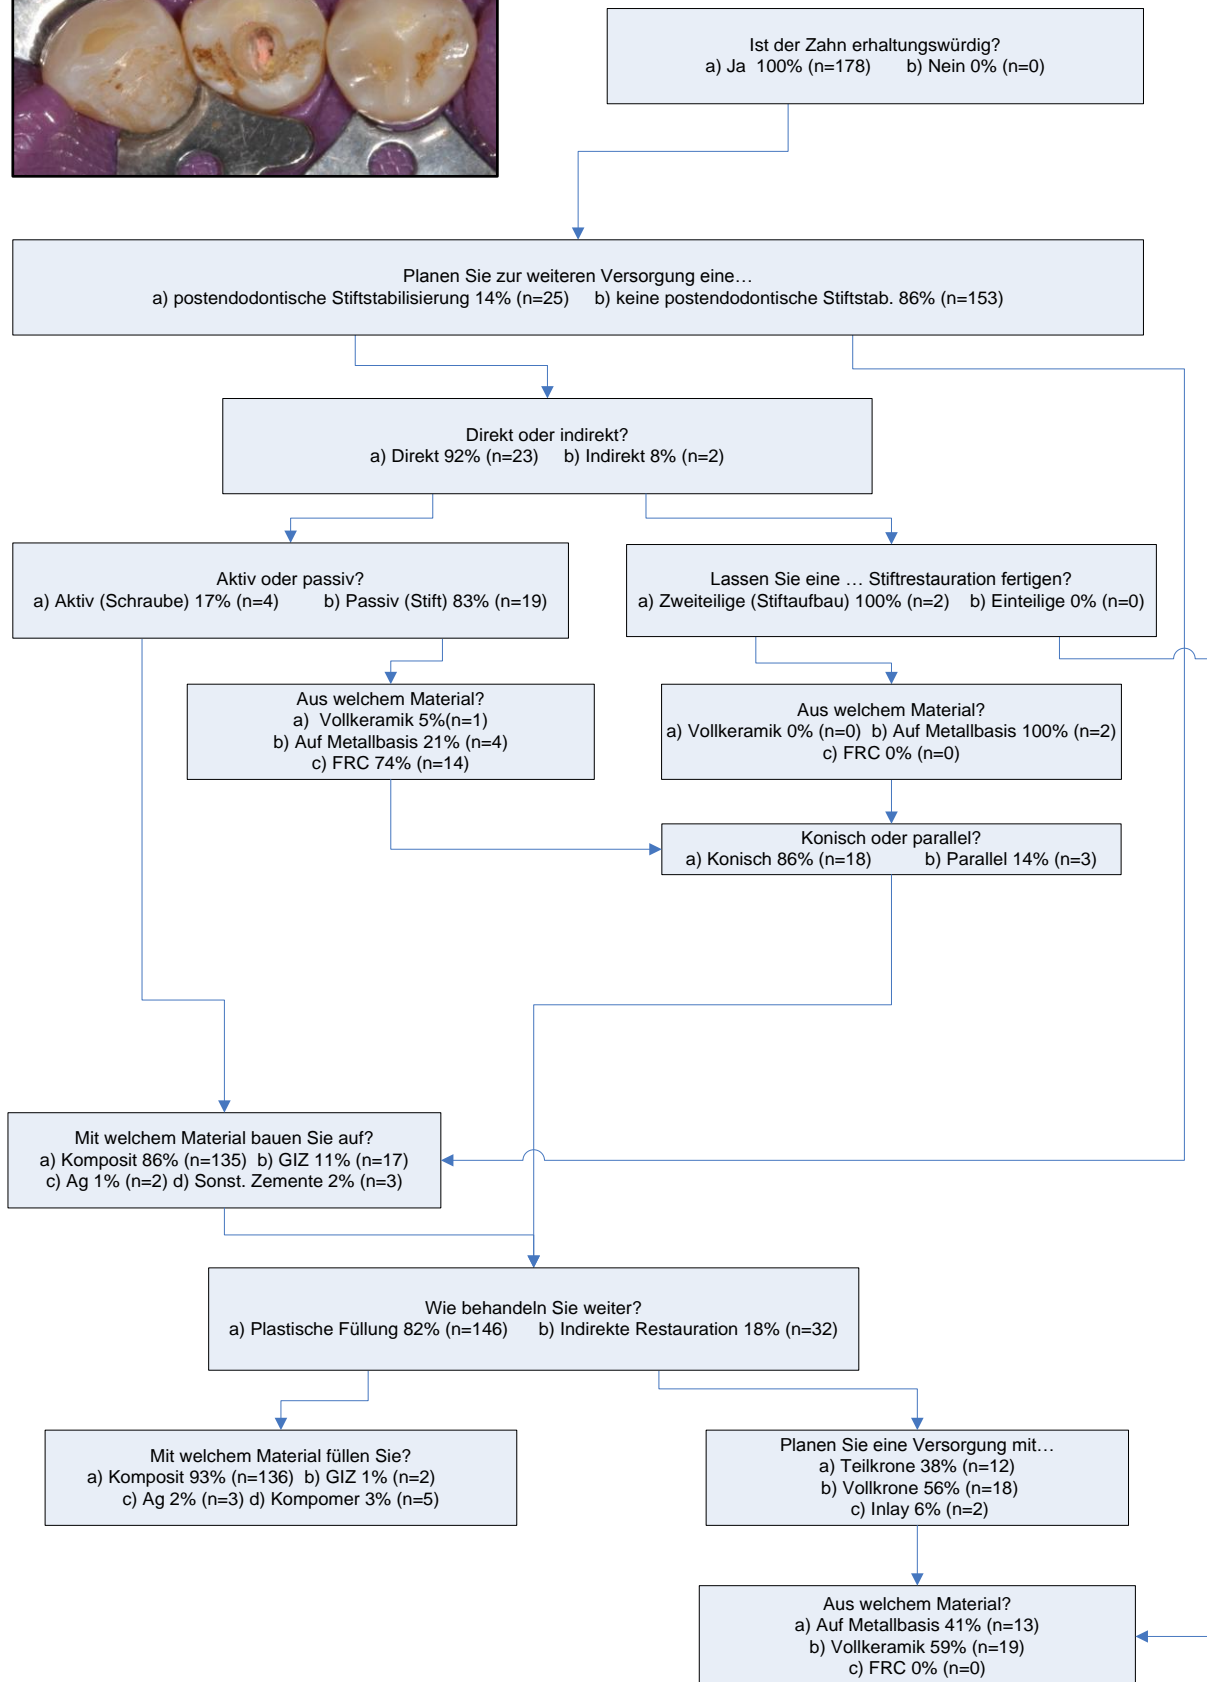 Ist der Zahn erhaltungswürdig?
a) Ja 100% (n=178) b) Nein 0% (n=0)
Planen Sie zur weiteren Versorgung eine…
a) postendodontische Stiftstabilisierung 14% (n=25) b) keine postendodontische Stiftstab. 86% (n=153)
Direkt oder indirekt?
a) Direkt 92% (n=23) b) Indirekt 8% (n=2)
Aktiv oder passiv?
a) Aktiv (Schraube) 17% (n=4) b) Passiv (Stift) 83% (n=19)
Lassen Sie eine … Stiftrestauration fertigen?
a) Zweiteilige (Stiftaufbau) 100% (n=2) b) Einteilige 0% (n=0)
Aus welchem Material?
a) Vollkeramik 5%(n=1)
b) Auf Metallbasis 21% (n=4)
c) FRC 74% (n=14)
Aus welchem Material?
a) Vollkeramik 0% (n=0) b) Auf Metallbasis 100% (n=2)
c) FRC 0% (n=0)
Konisch oder parallel?
a) Konisch 86% (n=18) b) Parallel 14% (n=3)
Mit welchem Material bauen Sie auf?
a) Komposit 86% (n=135) b) GIZ 11% (n=17)
c) Ag 1% (n=2) d) Sonst. Zemente 2% (n=3)
Wie behandeln Sie weiter?
a) Plastische Füllung 82% (n=146) b) Indirekte Restauration 18% (n=32)
Mit welchem Material füllen Sie?
a) Komposit 93% (n=136) b) GIZ 1% (n=2)
c) Ag 2% (n=3) d) Kompomer 3% (n=5)
Planen Sie eine Versorgung mit…
a) Teilkrone 38% (n=12)
b) Vollkrone 56% (n=18)
c) Inlay 6% (n=2)
Aus welchem Material?
a) Auf Metallbasis 41% (n=13)
b) Vollkeramik 59% (n=19)
c) FRC 0% (n=0)